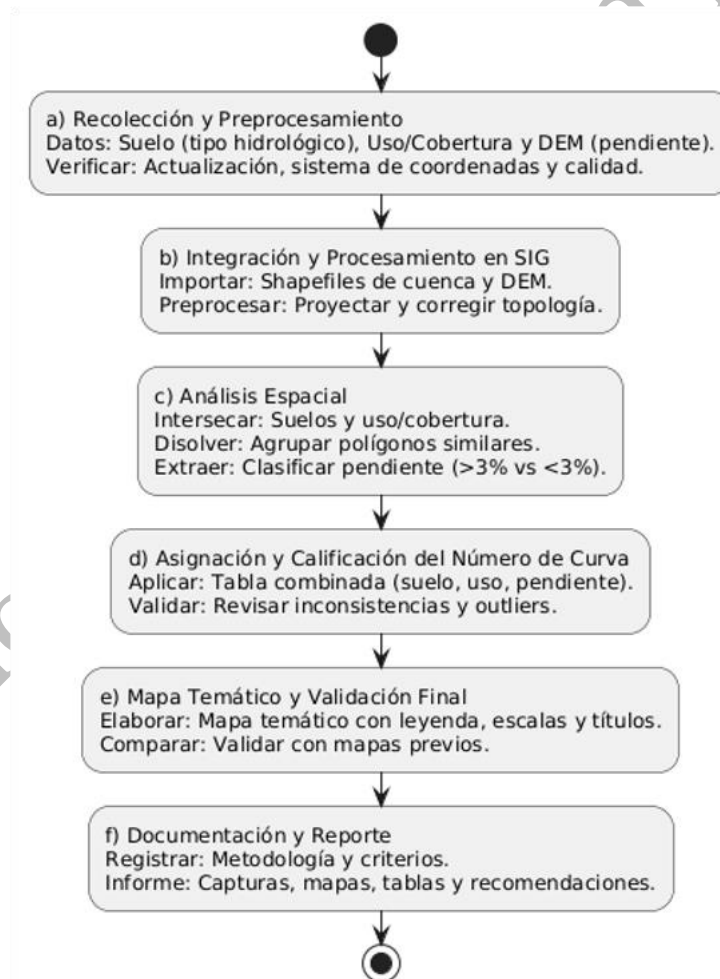 a) Recolección y Preprocesamiento
Datos: Suelo (tipo hidrológico), Uso/Cobertura y DEM (pendiente).
Verificar: Actualización, sistema de coordenadas y calidad.
b) Integración y Procesamiento en SIG
Importar: Shapefiles de cuenca y DEM.
Preprocesar: Proyectar y corregir topología.
c) Análisis Espacial
Intersecar: Suelos y uso/cobertura.
Disolver: Agrupar polígonos similares.
Extraer: Clasificar pendiente (>3% vs <3%).
d) Asignación y Calificación del Número de Curva
Aplicar: Tabla combinada (suelo, uso, pendiente).
Validar: Revisar inconsistencias y outliers.
e) Mapa Temático y Validación Final
Elaborar: Mapa temático con leyenda, escalas y títulos.
Comparar: Validar con mapas previos.
f) Documentación y Reporte
Registrar: Metodología y criterios.
Informe: Capturas, mapas, tablas y recomendaciones.